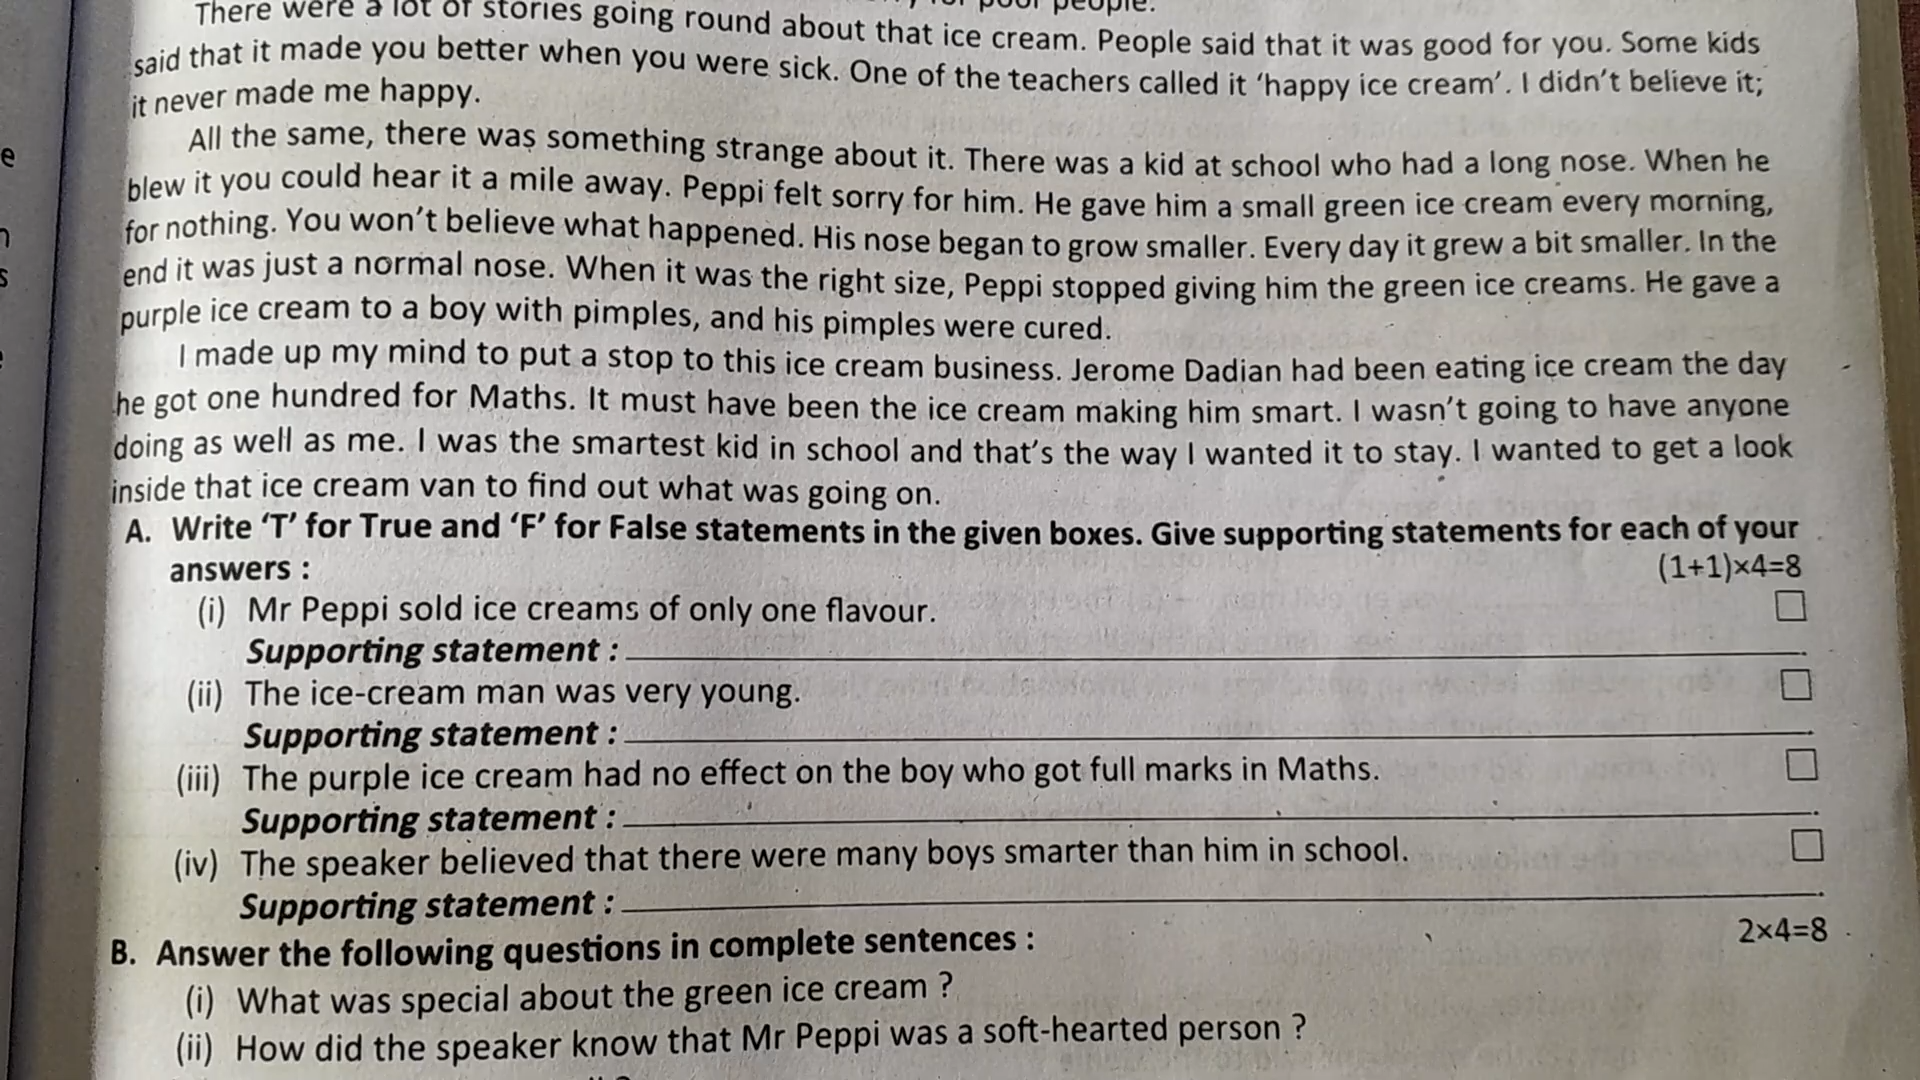 There were a lot of stories going round about that ice cream. People said that it was good for you. Some kids
said that it made you better when you were sick. One of the teachers called it ‘happy ice cream’. I didn’t believe it;
it never made me happy.
All the same, there was something strange about it. There was a kid at school who had a long nose. When he
blew it you could hear it a mile away. Peppi felt sorry for him. He gave him a small green ice cream every morning,
for nothing. You won’t believe what happened. His nose began to grow smaller. Every day it grew a bit smaller. In the
end it was just a normal nose. When it was the right size, Peppi stopped giving him the green ice creams. He gave a
purple ice cream to a boy with pimples, and his pimples were cured.
I made up my mind to put a stop to this ice cream business. Jerome Dadian had been eating ice cream the day
he got one hundred for Maths. It must have been the ice cream making him smart. I wasn’t going to have anyone
doing as well as me. I was the smartest kid in school and that’s the way I wanted it to stay. I wanted to get a look
inside that ice cream van to find out what was going on.
A. Write ‘T’ for True and ‘F’ for False statements in the given boxes. Give supporting statements for each of your
answers : (1+1)×4=8
(i) Mr Peppi sold ice creams of only one flavour.
Supporting statement :
(ii) The ice-cream man was very young.
Supporting statement :
(iii) The purple ice cream had no effect on the boy who got full marks in Maths.
Supporting statement :
(iv) The speaker believed that there were many boys smarter than him in school.
Supporting statement :
B. Answer the following questions in complete sentences : 2×4=8
(i) What was special about the green ice cream ?
(ii) How did the speaker know that Mr Peppi was a soft-hearted person ?